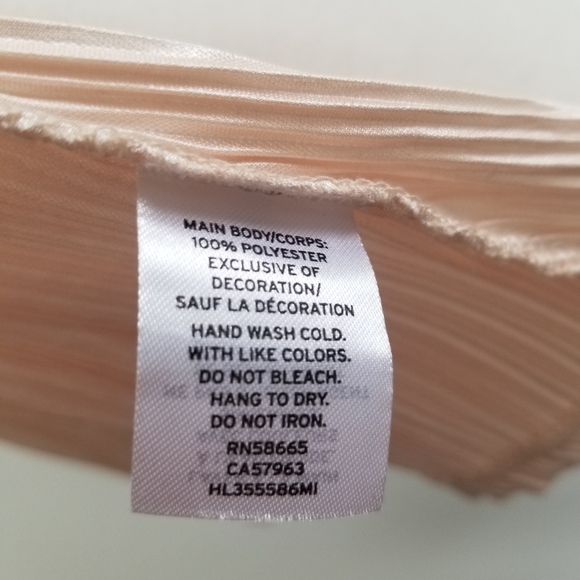 MAIN BODY/CORPS:
100% POLYESTER
EXCLUSIVE OF
DECORATION/
SAUF LA DÉCORATION
HAND WASH COLD.
WITH LIKE COLORS.
DO NOT BLEACH.
HANG TO DRY.
DO NOT IRON.
RN58665
CA57963
HL355586MI